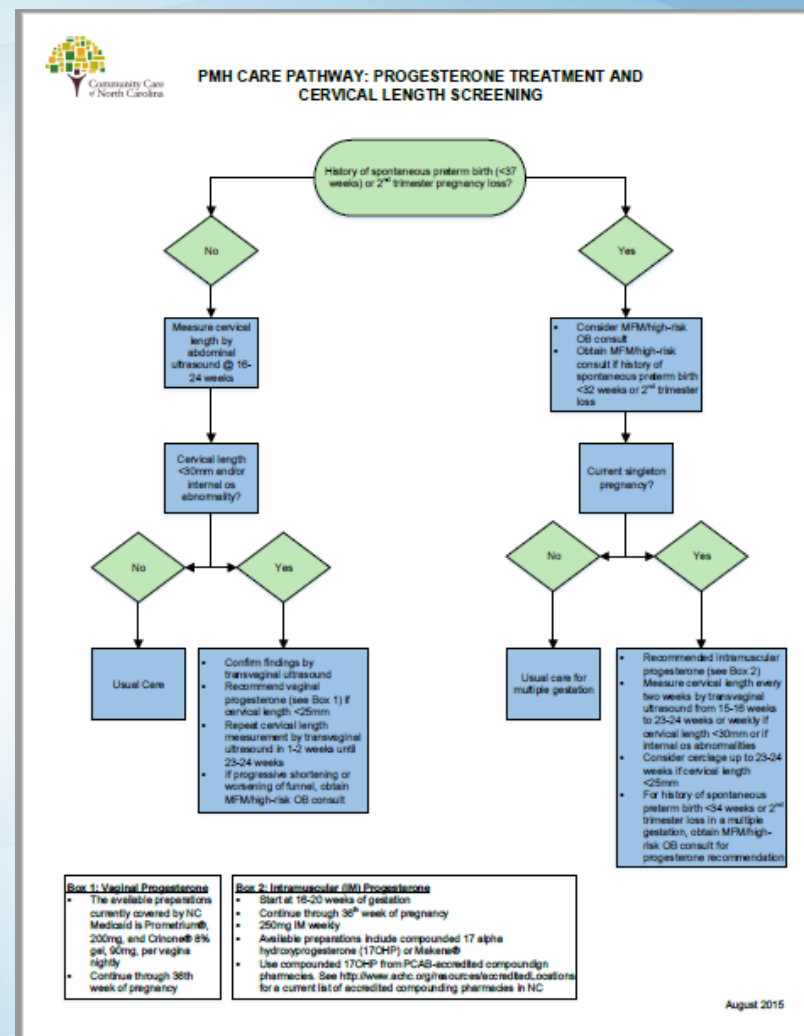 Community Care
of North Carolina
PMH CARE PATHWAY: PROGESTERONE TREATMENT AND
CERVICAL LENGTH SCREENING
History of spontaneous preterm birth (<37
weeks) or 2nd trimester pregnancy loss?
No
Yes
Measure cervical
length by
abdominal
ultrasound @ 16-
24 weeks
▪ Consider MFM/high-risk
OB consult
▪ Obtain MFM/high-risk
consult if history of
spontaneous preterm birth
<32 weeks or 2nd trimester
loss
Cervical length
<30mm and/or
internal os
abnormality?
Current singleton
pregnancy?
No
Yes
No
Yes
Usual Care
▪ Confirm findings by
transvaginal ultrasound
▪ Recommend vaginal
progesterone (see Box 1) if
cervical length <25mm
▪ Repeat cervical length
measurement by transvaginal
ultrasound in 1-2 weeks until
23-24 weeks
▪ If progressive shortening or
worsening of funnel, obtain
MFM/high-risk OB consult
Usual care for
multiple gestation
▪ Recommended intramuscular
progesterone (see Box 2)
▪ Measure cervical length every
two weeks by transvaginal
ultrasound from 15-16 weeks
to 23-24 weeks or weekly if
cervical length <30mm or if
internal os abnormalities
▪ Consider cerclage up to 23-24
weeks if cervical length
<25mm
▪ For history of spontaneous
preterm birth <34 weeks or 2nd
trimester loss in a multiple
gestation, obtain MFM/high-
risk OB consult for
progesterone recommendation
Box 1: Vaginal Progesterone
▪ The available preparations
currently covered by NC
Medicaid is Prometrium®,
200mg, and Crinone® 8%
gel, 90mg, per vagina
nightly
▪ Continue through 36th
week of pregnancy
Box 2: Intramuscular (IM) Progesterone
▪ Start at 16-20 weeks of gestation
▪ Continue through 36th week of pregnancy
▪ 250mg IM weekly
▪ Available preparations include compounded 17 alpha
hydroxyprogesterone (17OHP) or Makena®
▪ Use compounded 17OHP from PCAB-accredited compoundign
pharmacies. See http://www.achc.org/resources/accreditedLocations
for a current list of accredited compounding pharmacies in NC
August 2015